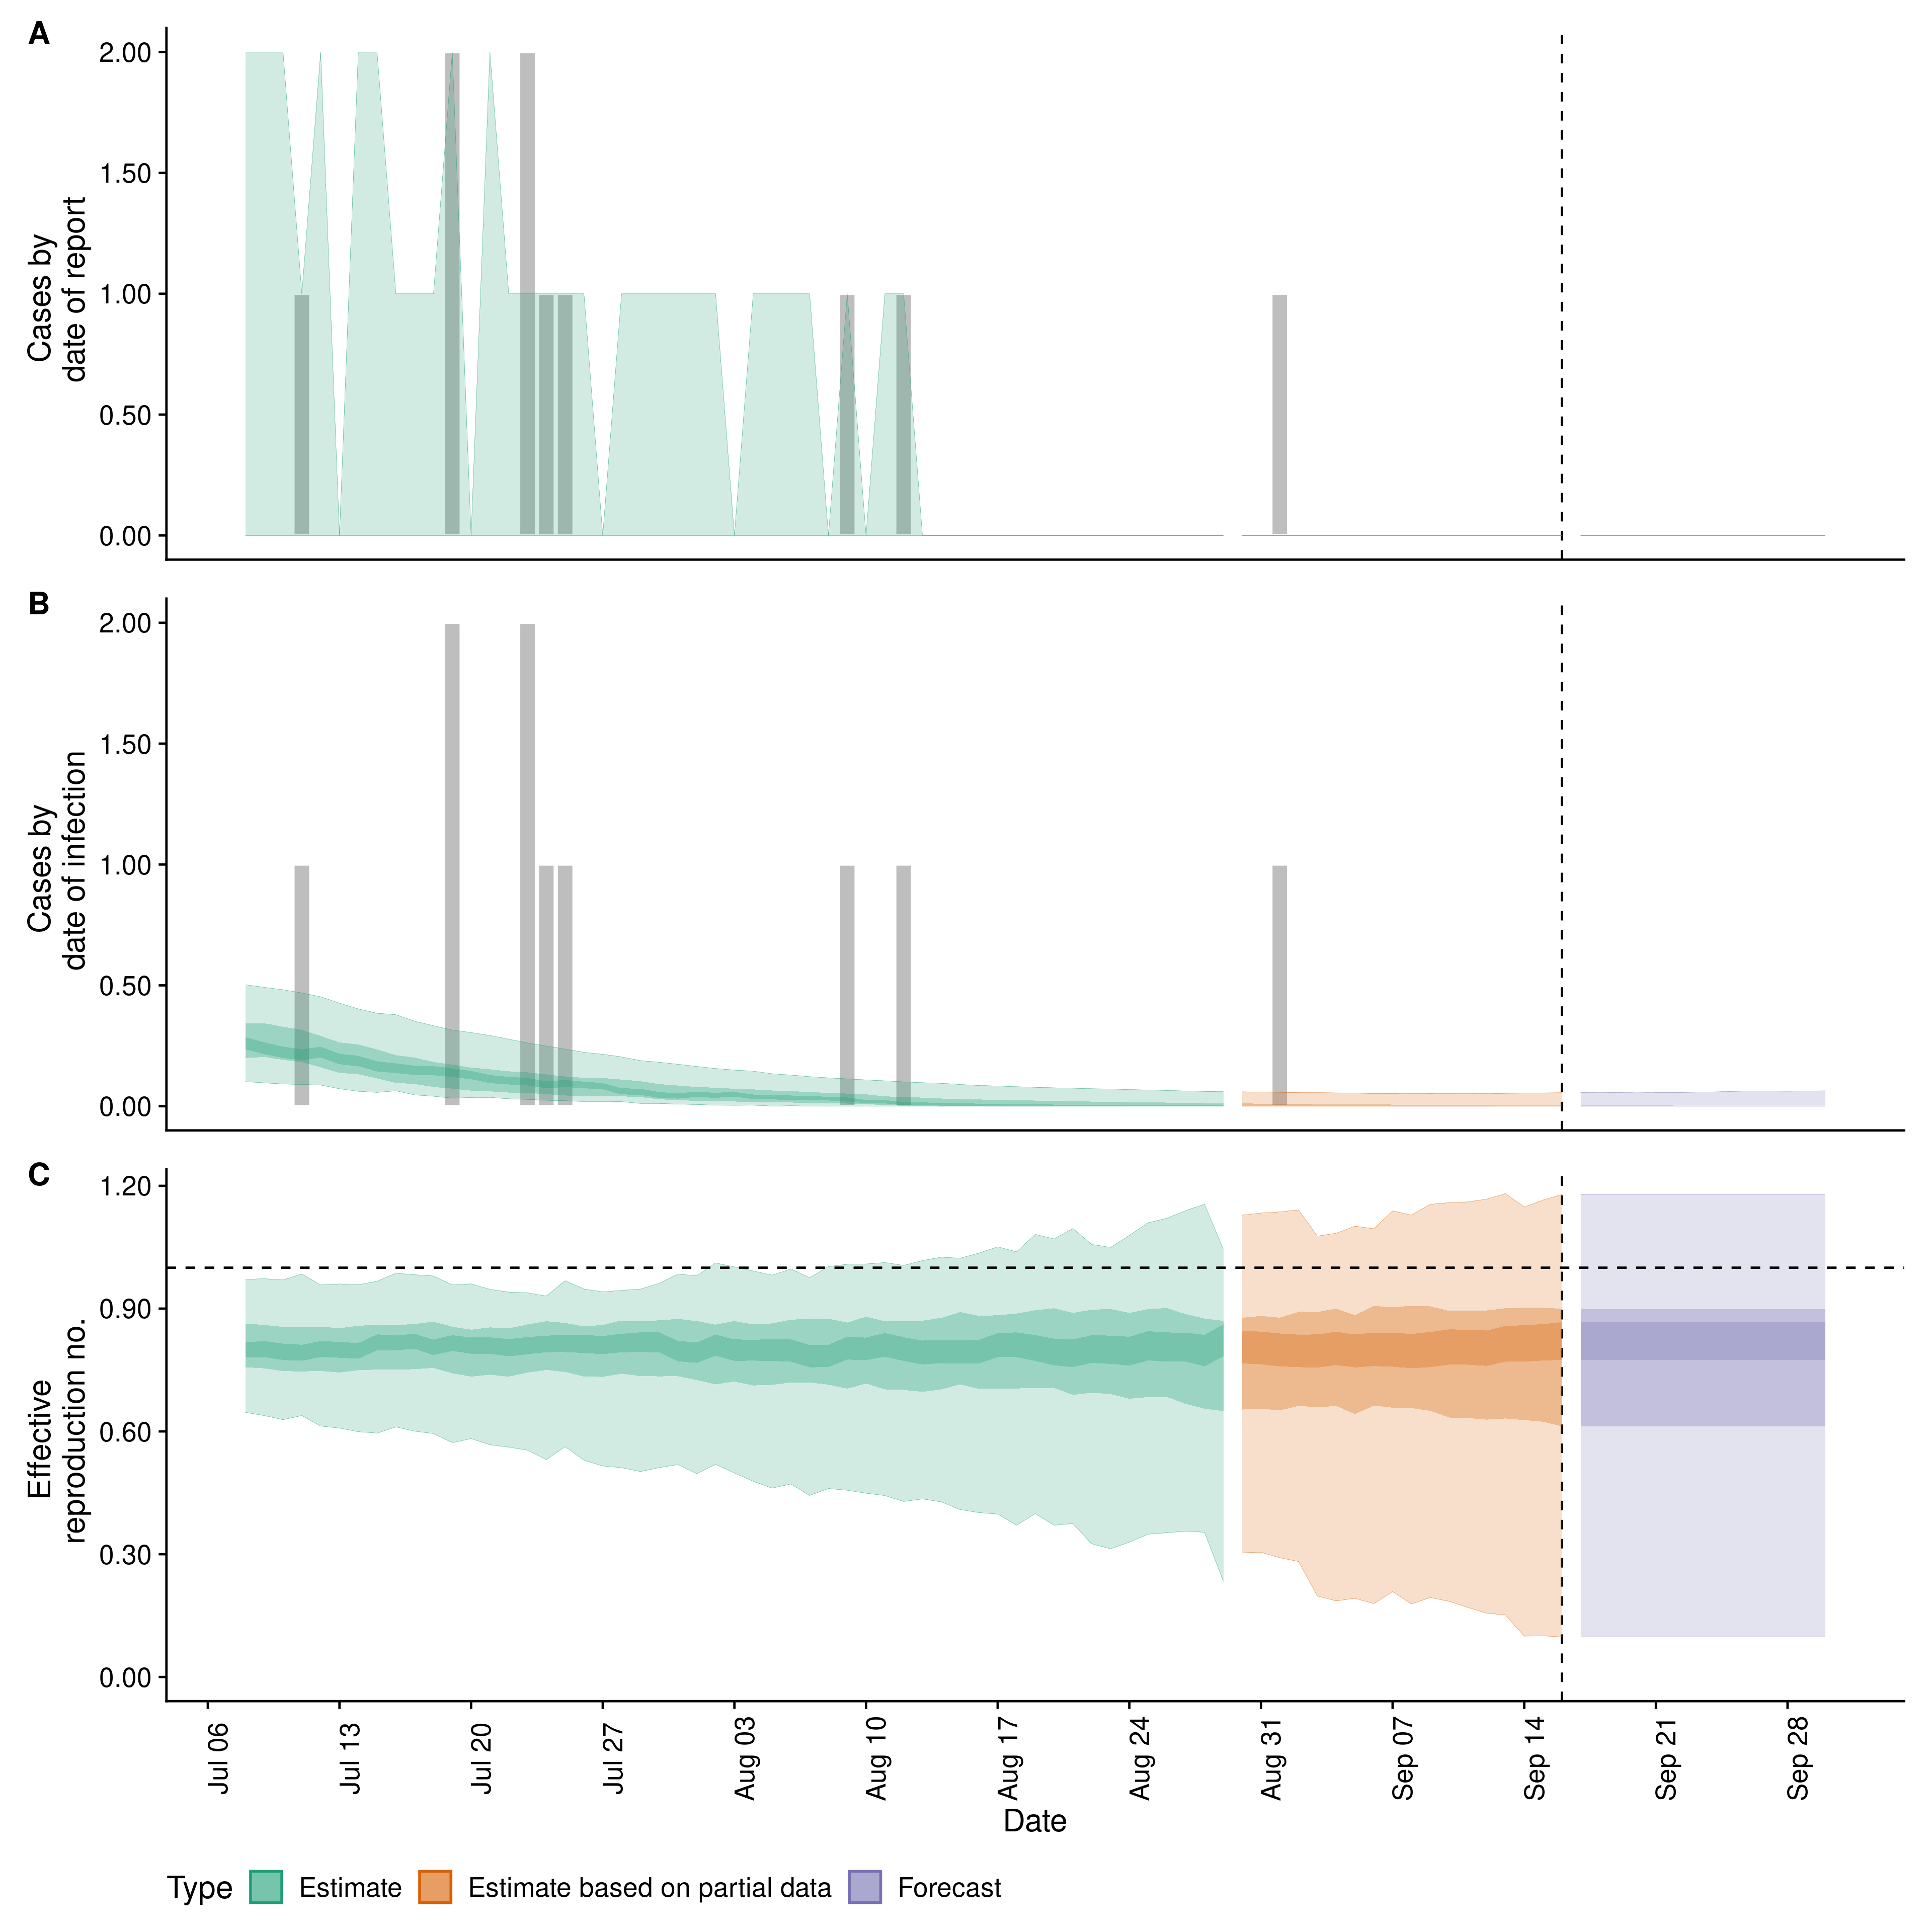 A
2.00
1.50
1.00
0.50
0.00
Cases by
date of report
B
2.00
1.50
1.00
0.50
0.00
Cases by
date of infection
C
1.20
0.90
0.60
0.30
0.00
Effective
reproduction no.
Jul 06
Jul 13
Jul 20
Jul 27
Aug 03
Aug 10
Aug 17
Aug 24
Aug 31
Sep 07
Sep 14
Sep 21
Sep 28
Date
Type Estimate Estimate based on partial data Forecast